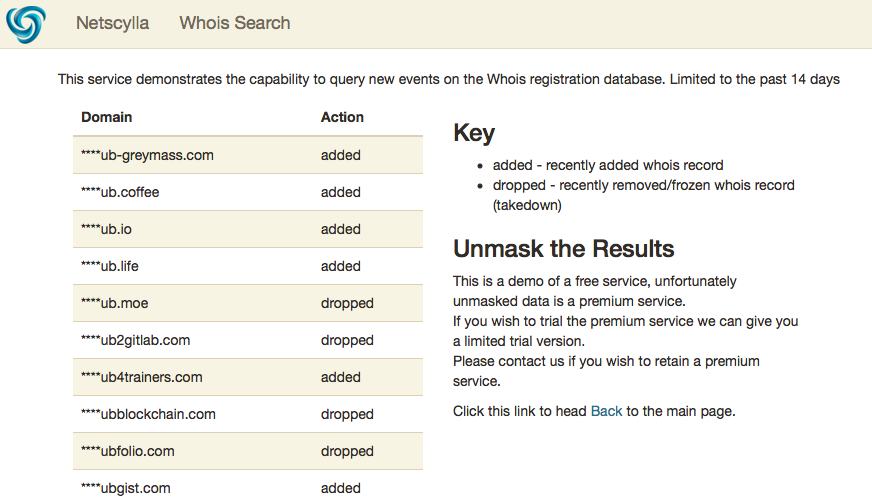 Netscylla Whois Search
This service demonstrates the capability to query new events on the Whois registration database. Limited to the past 14 days
Domain Action
****ub-greymass.com added
****ub.coffee added
****ub.io added
****ub.life added
****ub.moe dropped
****ub2gitlab.com dropped
****ub4trainers.com added
****ubblockchain.com dropped
****ubfolio.com dropped
****ubgist.com added
Key
• added - recently added whois record
• dropped - recently removed/frozen whois record
(takedown)
Unmask the Results
This is a demo of a free service, unfortunately
unmasked data is a premium service.
If you wish to trial the premium service we can give you
a limited trial version.
Please contact us if you wish to retain a premium
service.
Click this link to head Back to the main page.